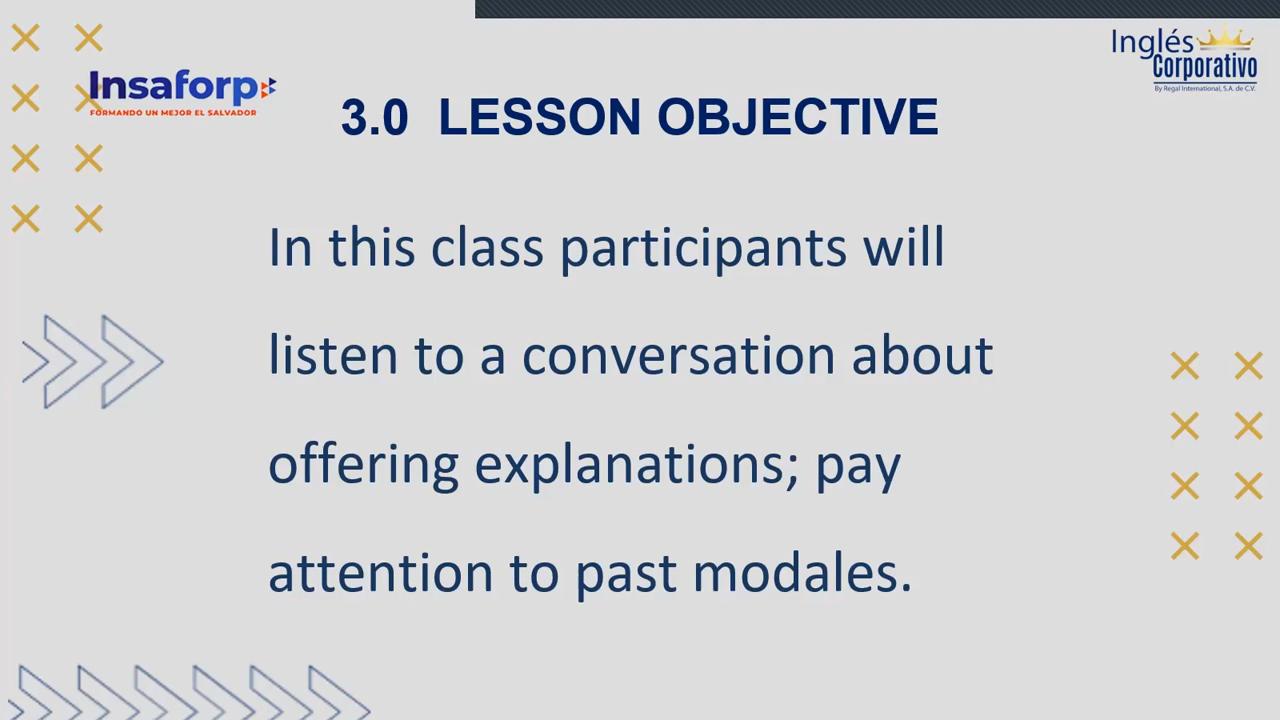 Insaforp
FORMANDO UN MEJOR EL SALVADOR
Inglés
Corporativo
By Regal International, S.A. de C.V.
3.0 LESSON OBJECTIVE
In this class participants will
listen to a conversation about
offering explanations; pay
attention to past modales.